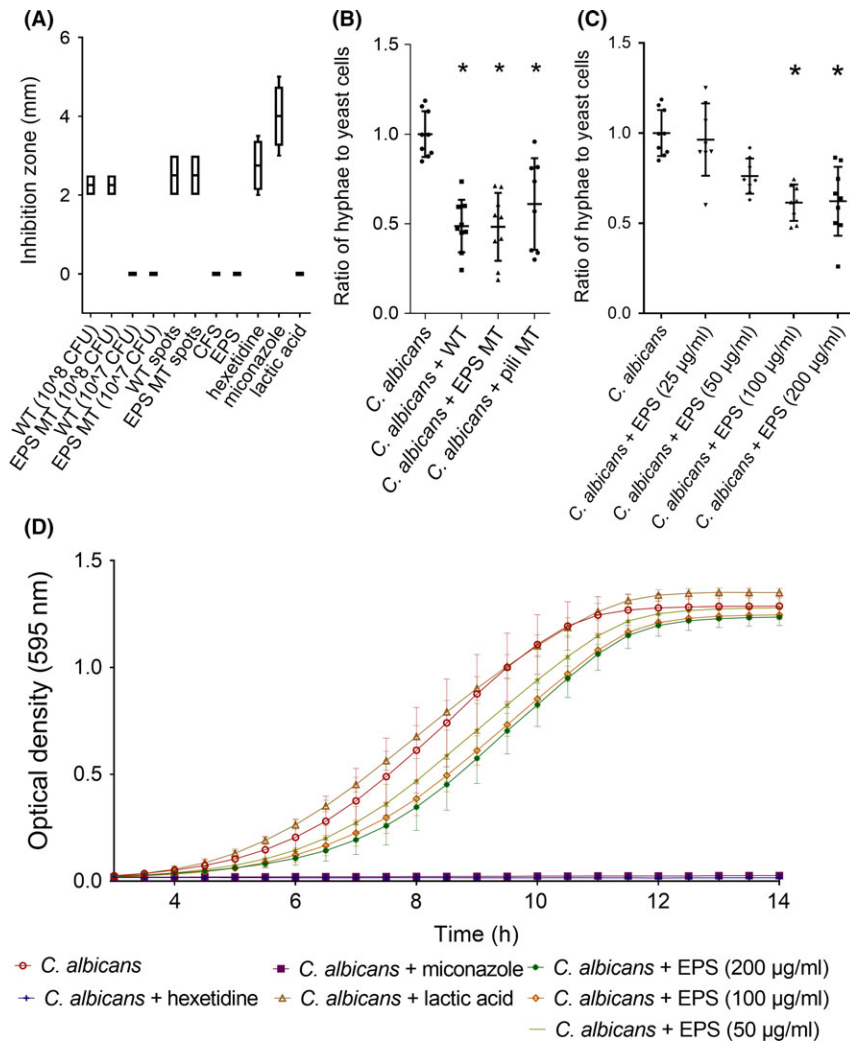 (A)
Inhibition zone (mm)
6
4
2
0
WT (10^8 CFU)
EPS MT (10^8 CFU)
WT (10^7 CFU)
EPS MT (10^7 CFU)
WT spots
EPS MT spots
CFS
EPS
hexetidine
miconazole
lactic acid
(B)
Ratio of hyphae to yeast cells
1.5
1.0
0.5
0.0
* * *
C. albicans
C. albicans + WT
C. albicans + EPS MT
C. albicans + pili MT
(C)
Ratio of hyphae to yeast cells
1.5
1.0
0.5
0.0
* *
C. albicans
C. albicans + EPS (25 µg/ml)
C. albicans + EPS (50 µg/ml)
C. albicans + EPS (100 µg/ml)
C. albicans + EPS (200 µg/ml)
(D)
Optical density (595 nm)
1.5
1.0
0.5
0.0
4 6 8 10 12 14
Time (h)
C. albicans
C. albicans + miconazole
C. albicans + EPS (200 µg/ml)
C. albicans + hexetidine
C. albicans + lactic acid
C. albicans + EPS (100 µg/ml)
C. albicans + EPS (50 µg/ml)